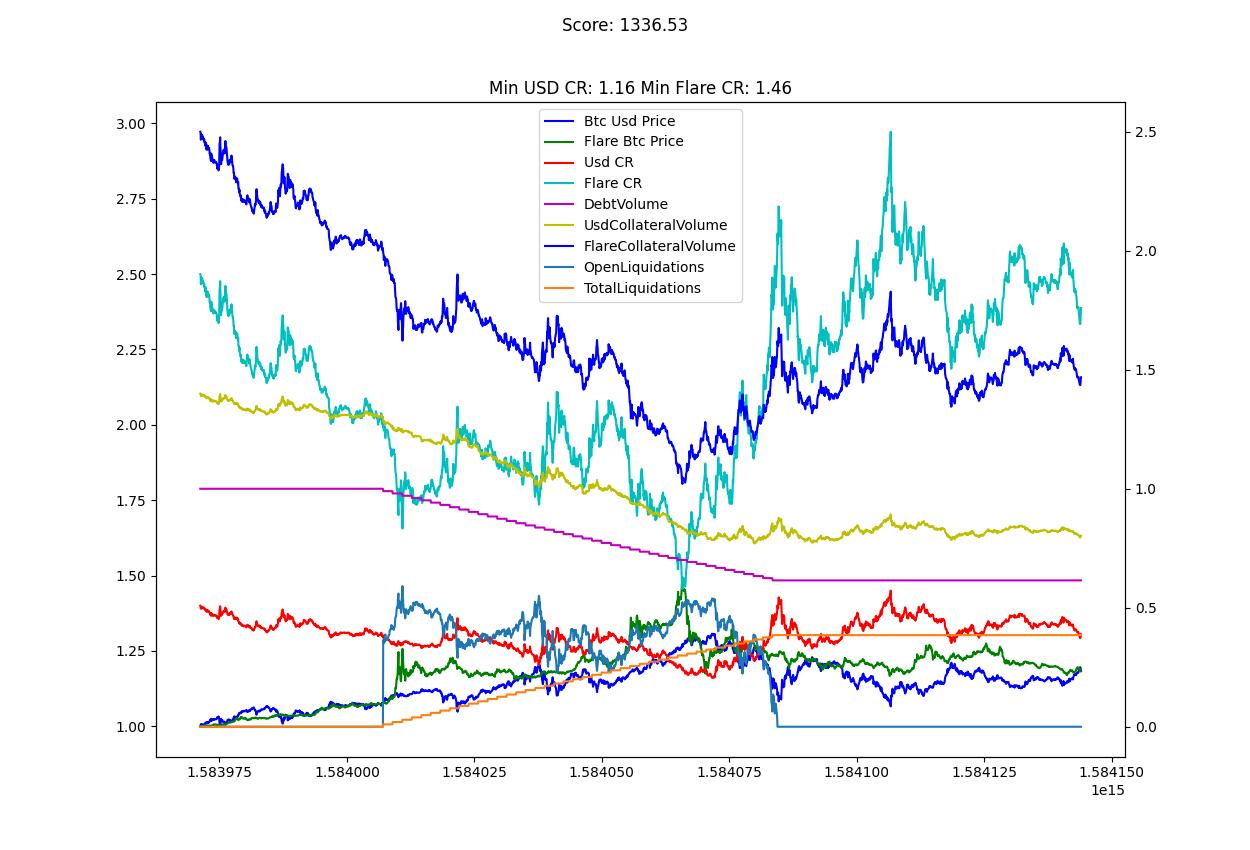 Score: 1336.53
Min USD CR: 1.16 Min Flare CR: 1.46
3.00
2.75
2.50
2.25
2.00
1.75
1.50
1.25
1.00
Btc Usd Price
Flare Btc Price
Usd CR
Flare CR
DebtVolume
UsdCollateralVolume
FlareCollateralVolume
OpenLiquidations
TotalLiquidations
2.5
2.0
1.5
1.0
0.5
0.0
1.583975 1.584000 1.584025 1.584050 1.584075 1.584100 1.584125 1.584150
1e15